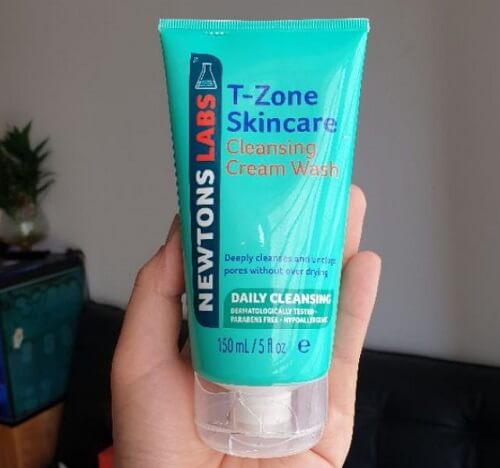 NEWTONS LABS
T-Zone
Skincare
Cleansing
Cream Wash
Deeply cleanses and unclogs
pores without over drying
DAILY CLEANSING
DERMATOLOGICALLY TESTED •
PARABENS FREE • HYPOALLERGENIC
150 mL / 5 fl oz e